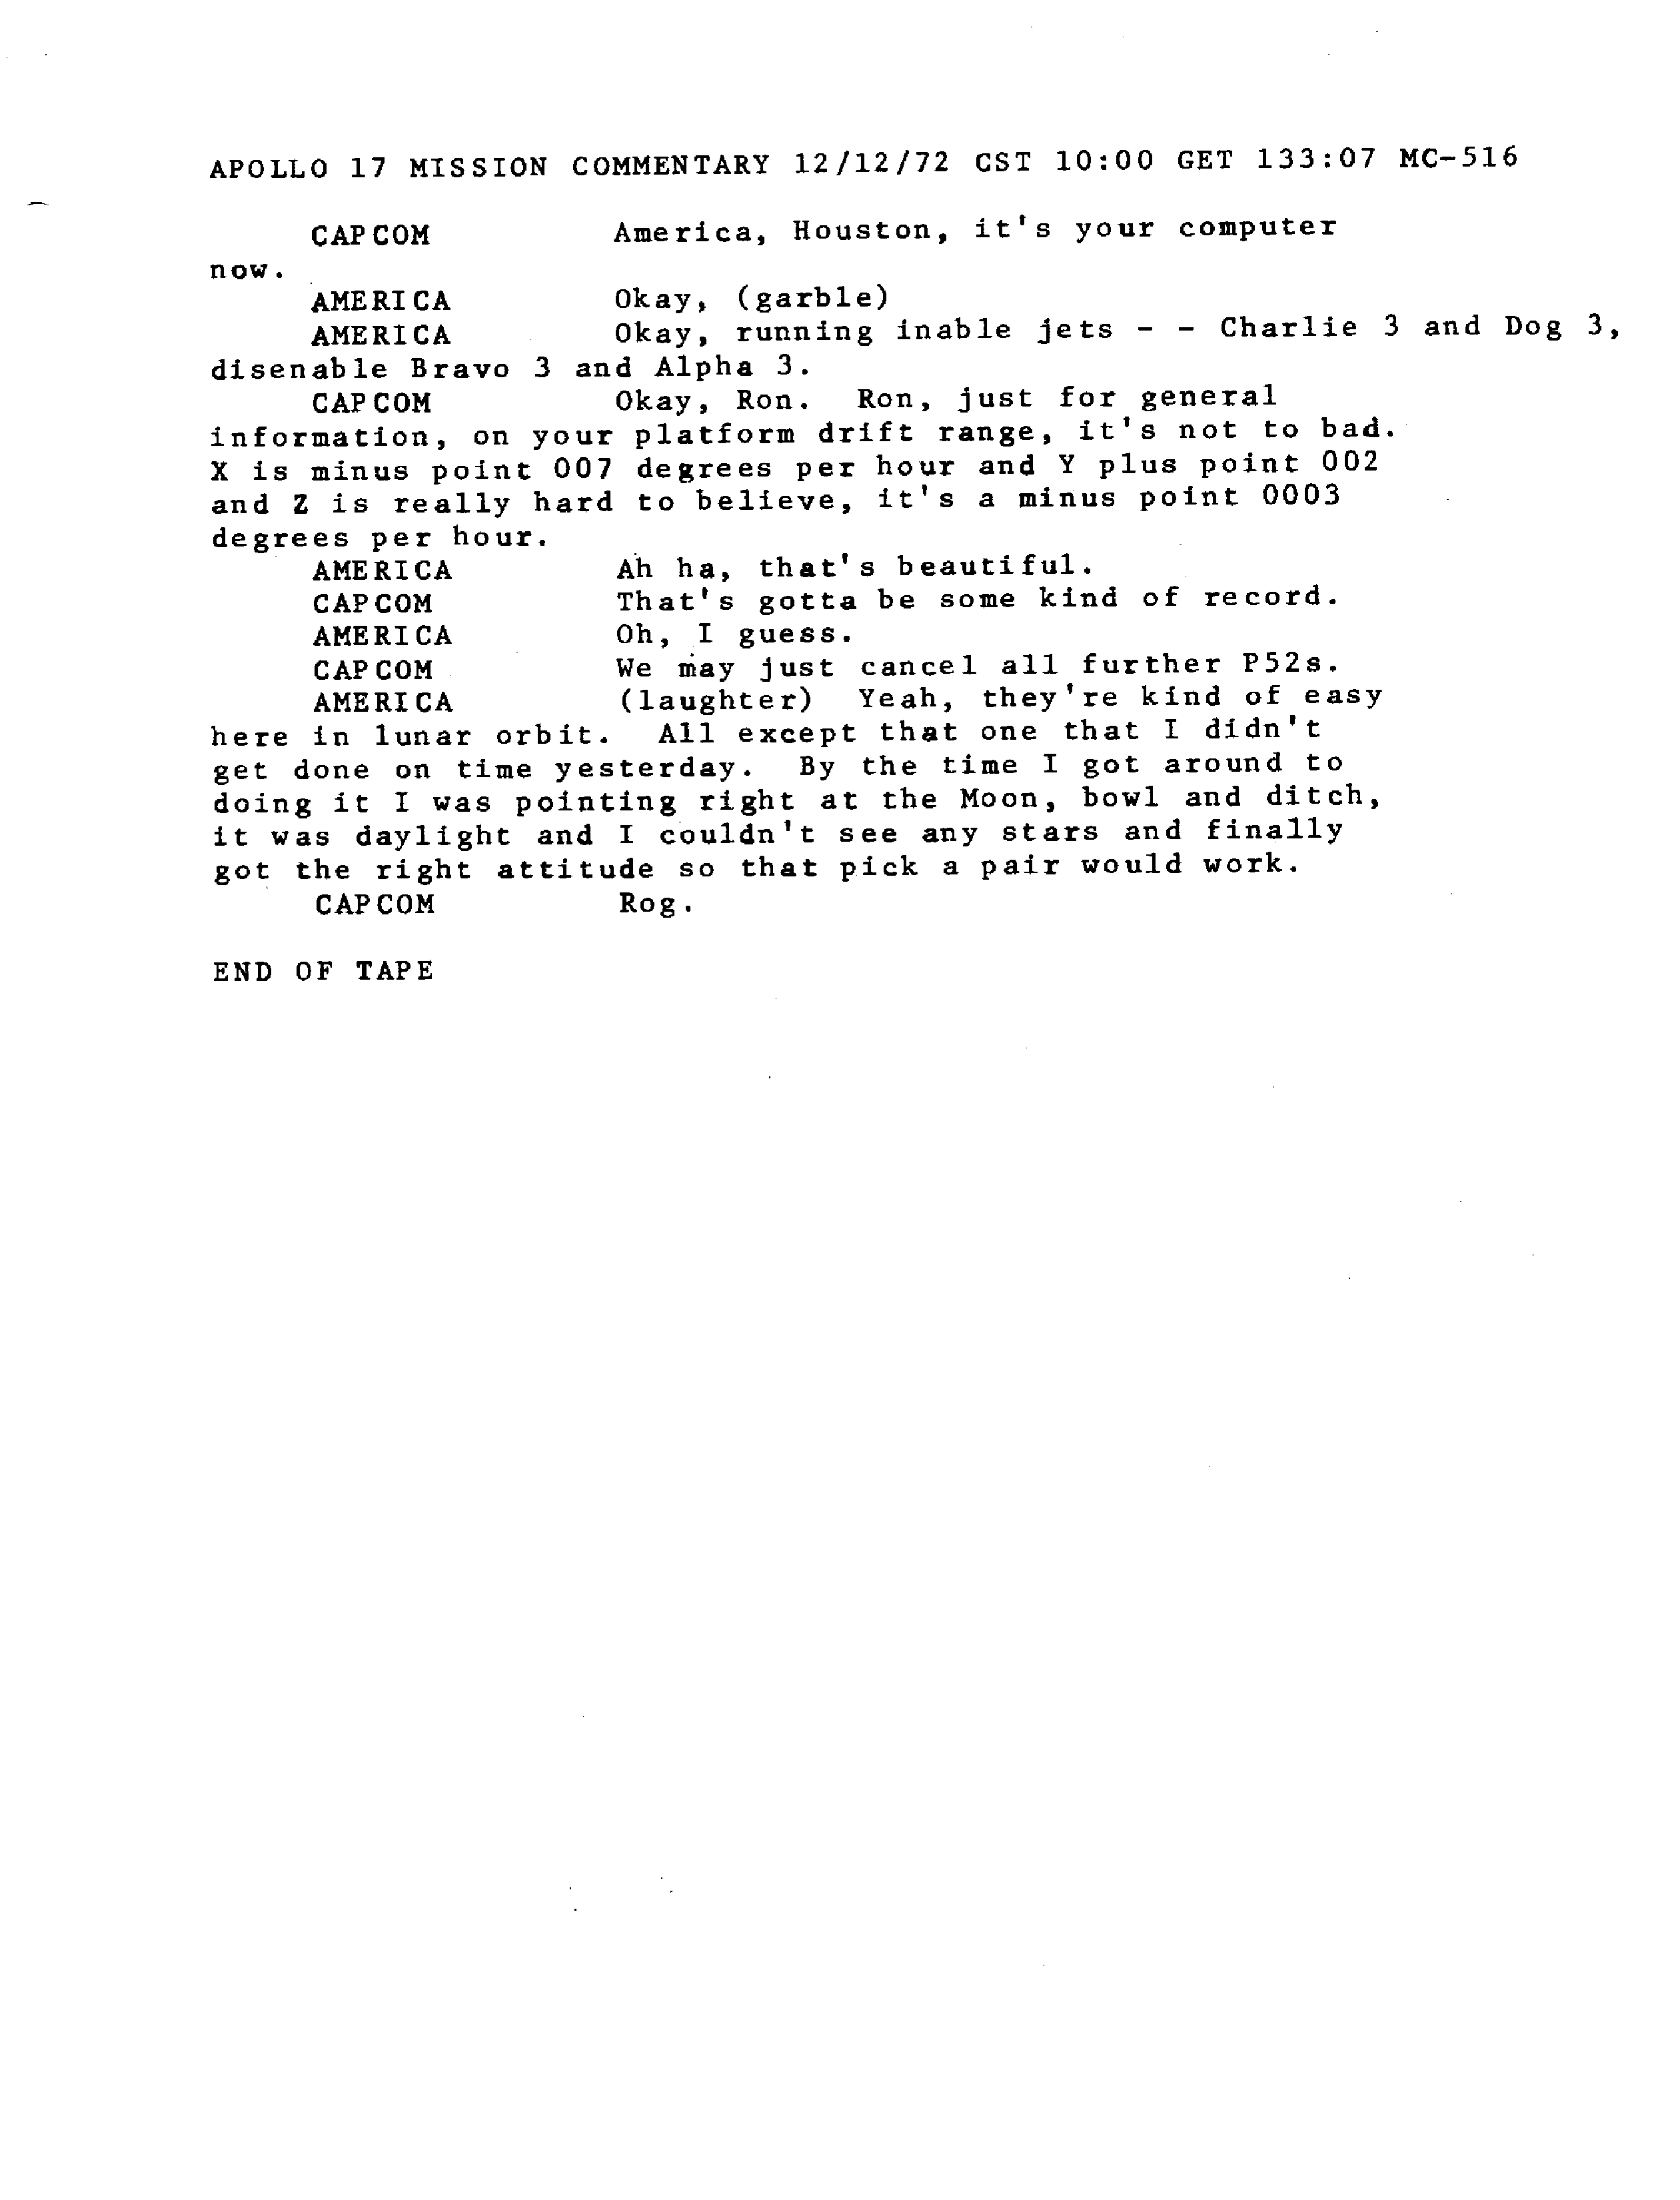 APOLLO 17 MISSION COMMENTARY 12/12/72 CST 10:00 GET 133:07 MC-516
CAPCOM America, Houston, it's your computer
now.
AMERICA Okay, (garble)
AMERICA Okay, running inable jets - - Charlie 3 and Dog 3,
disenable Bravo 3 and Alpha 3.
CAPCOM Okay, Ron. Ron, just for general
information, on your platform drift range, it's not to bad.
X is minus point 007 degrees per hour and Y plus point 002
and Z is really hard to believe, it's a minus point 0003
degrees per hour.
AMERICA Ah ha, that's beautiful.
CAPCOM That's gotta be some kind of record.
AMERICA Oh, I guess.
CAPCOM We may just cancel all further P52s.
AMERICA (laughter) Yeah, they're kind of easy
here in lunar orbit. All except that one that I didn't
get done on time yesterday. By the time I got around to
doing it I was pointing right at the Moon, bowl and ditch,
it was daylight and I couldn't see any stars and finally
got the right attitude so that pick a pair would work.
CAPCOM Rog.
END OF TAPE